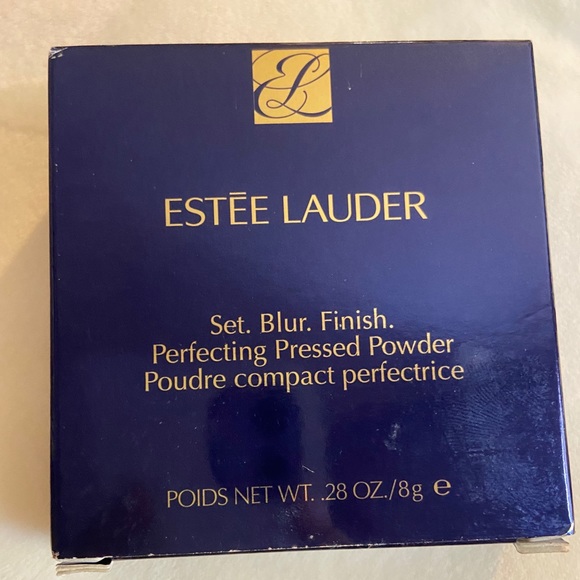 EL
ESTĒE LAUDER
Set. Blur. Finish.
Perfecting Pressed Powder
Poudre compact perfectrice
POIDS NET WT. .28 OZ./8g ℮